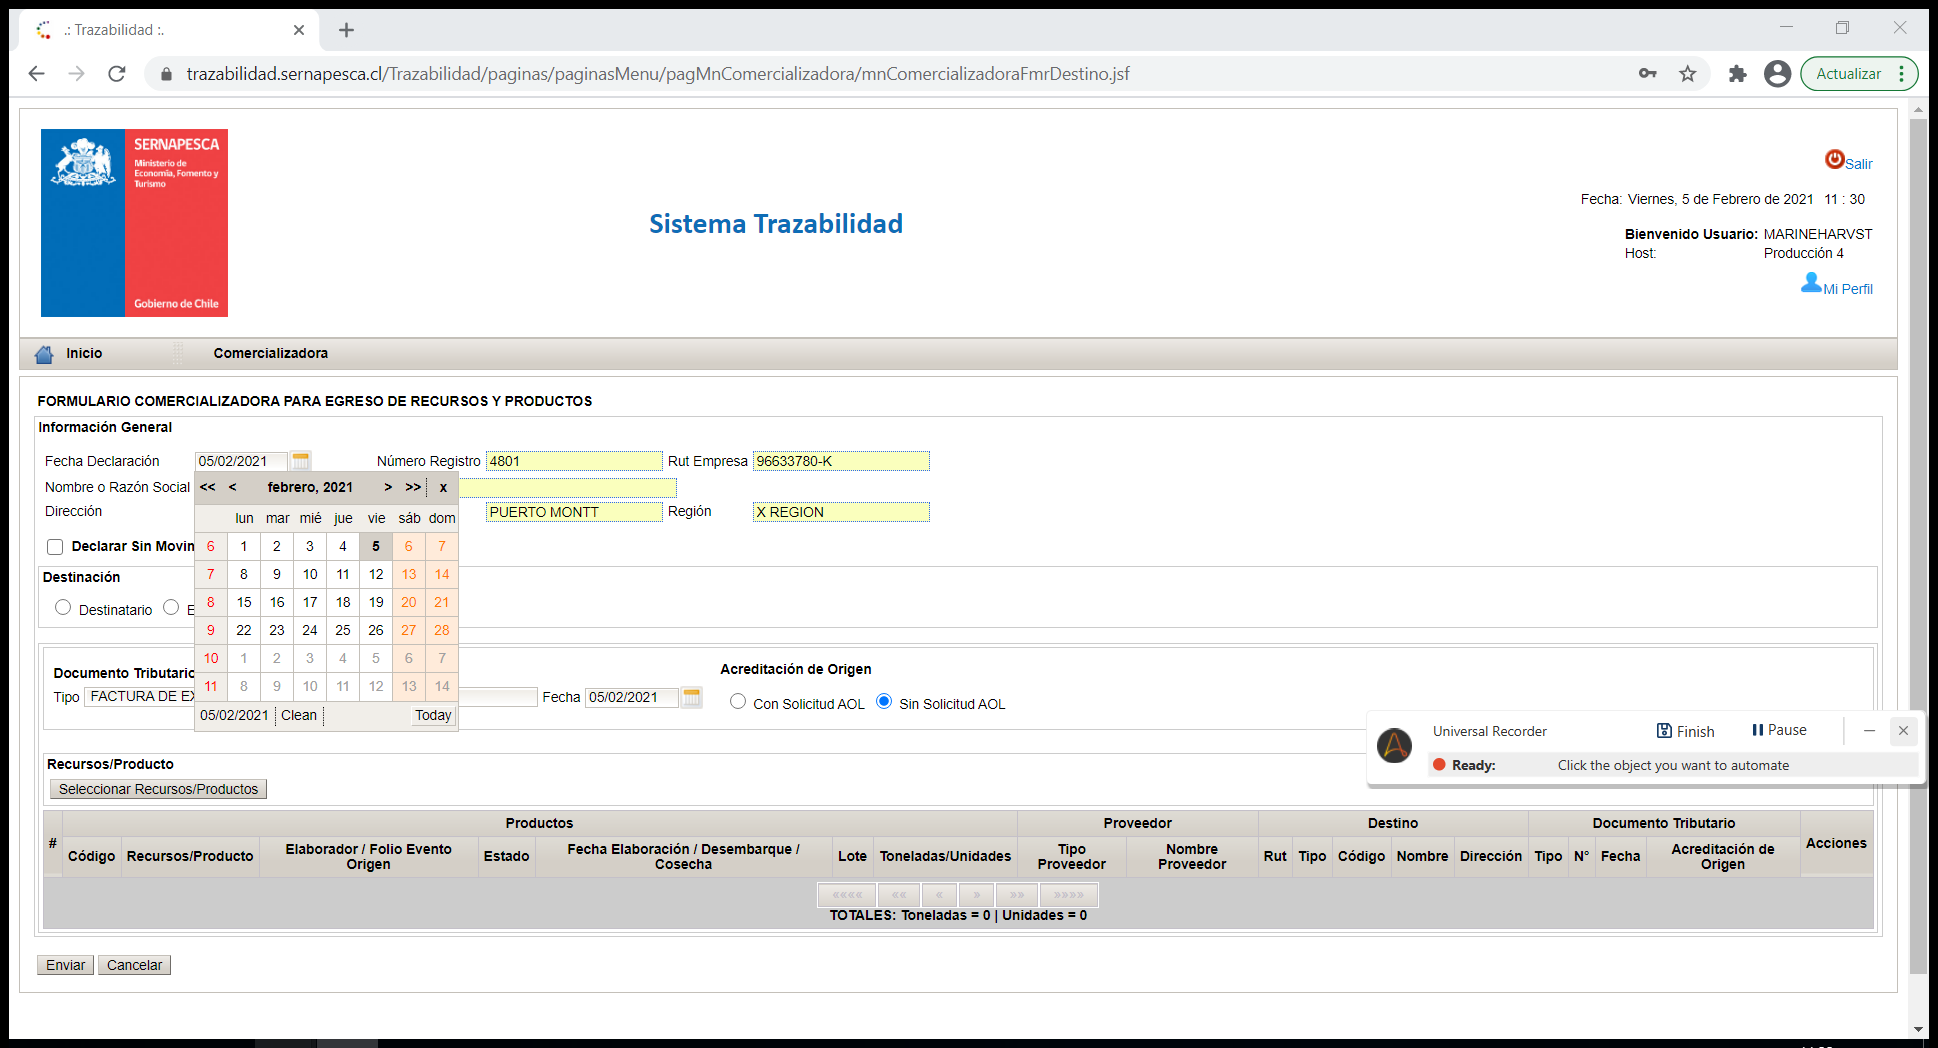 .: Trazabilidad :.
trazabilidad.sernapesca.cl/Trazabilidad/paginas/paginasMenu/pagMnComercializadora/mnComercializadoraFmrDestino.jsf
Actualizar
SERNAPESCA
Ministerio de
Economía, Fomento y
Turismo
Gobierno de Chile
Sistema Trazabilidad
Salir
Fecha: Viernes, 5 de Febrero de 2021 11 : 30
Bienvenido Usuario: MARINEHARVST
Host: Producción 4
Mi Perfil
Inicio Comercializadora
FORMULARIO COMERCIALIZADORA PARA EGRESO DE RECURSOS Y PRODUCTOS
Información General
Fecha Declaración 05/02/2021 Número Registro 4801 Rut Empresa 96633780-K
Nombre o Razón Social
Dirección PUERTO MONTT Región X REGION
<< < febrero, 2021 > >> x
lun mar mié jue vie sáb dom
6 1 2 3 4 5 6 7
7 8 9 10 11 12 13 14
8 15 16 17 18 19 20 21
9 22 23 24 25 26 27 28
10 1 2 3 4 5 6 7
11 8 9 10 11 12 13 14
05/02/2021 Clean Today
Declarar Sin Movin
Destinación
Destinatario E
Documento Tributario
Tipo FACTURA DE EX Fecha 05/02/2021
Acreditación de Origen
Con Solicitud AOL Sin Solicitud AOL
Universal Recorder Finish Pause
Ready: Click the object you want to automate
Recursos/Producto
Seleccionar Recursos/Productos
# Productos Proveedor Destino Documento Tributario Acciones
Código Recursos/Producto Elaborador / Folio Evento Origen Estado Fecha Elaboración / Desembarque / Cosecha Lote Toneladas/Unidades Tipo Proveedor Nombre Proveedor Rut Tipo Código Nombre Dirección Tipo N° Fecha Acreditación de Origen
«««« «« « » »» »»»»
TOTALES: Toneladas = 0 | Unidades = 0
Enviar Cancelar